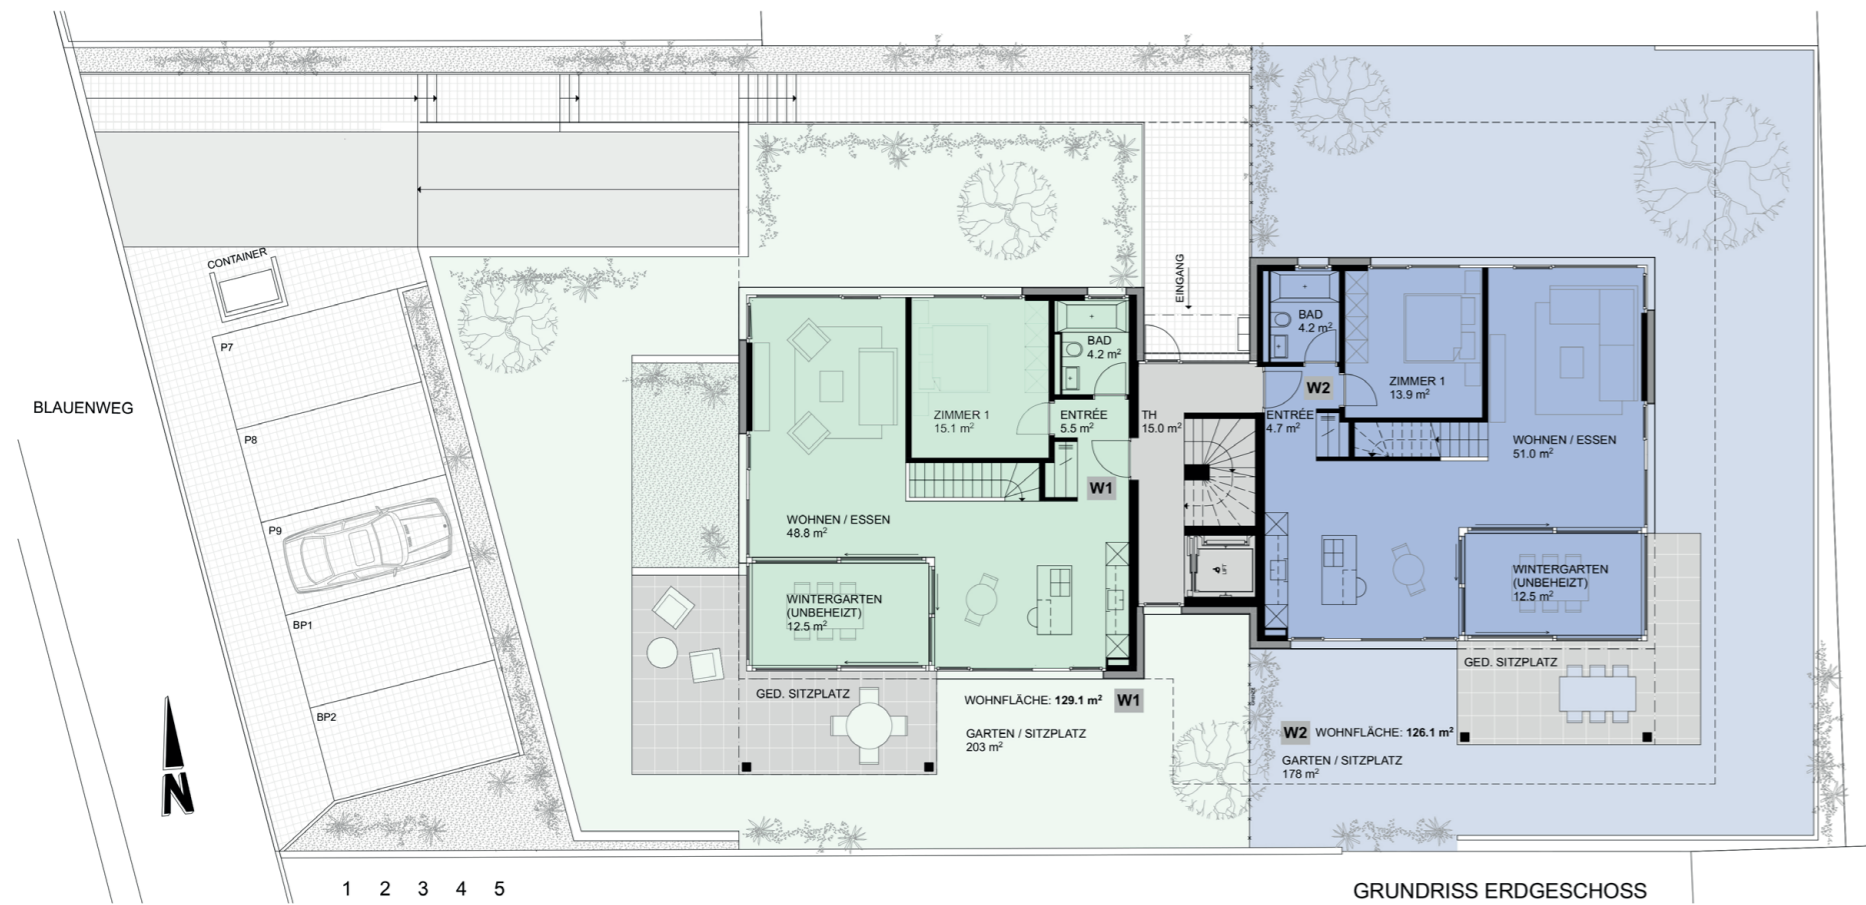 CONTAINER
P7
P8
P9
BP1
BP2
BLAUENWEG
N
EINGANG
BAD
4.2 m²
ZIMMER 1
15.1 m²
ENTRÉE
5.5 m²
W1
WOHNEN / ESSEN
48.8 m²
WINTERGARTEN
(UNBEHEIZT)
12.5 m²
GED. SITZPLATZ
WOHNFLÄCHE: 129.1 m² W1
GARTEN / SITZPLATZ
203 m²
TH
15.0 m²
LIFT
BAD
4.2 m²
W2
ZIMMER 1
13.9 m²
ENTRÉE
4.7 m²
WOHNEN / ESSEN
51.0 m²
WINTERGARTEN
(UNBEHEIZT)
12.5 m²
GED. SITZPLATZ
W2 WOHNFLÄCHE: 126.1 m²
GARTEN / SITZPLATZ
178 m²
1 2 3 4 5
GRUNDRISS ERDGESCHOSS